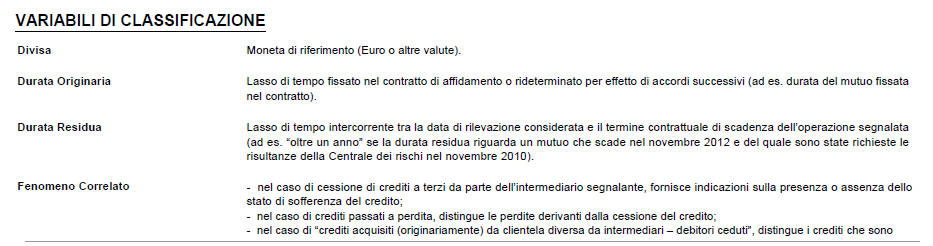 VARIABILI DI CLASSIFICAZIONE
Divisa
Moneta di riferimento (Euro o altre valute).
Durata Originaria
Lasso di tempo fissato nel contratto di affidamento o rideterminato per effetto di accordi successivi (ad es. durata del mutuo fissata
nel contratto).
Durata Residua
Lasso di tempo intercorrente tra la data di rilevazione considerata e il termine contrattuale di scadenza dell'operazione segnalata
(ad es. "oltre un anno" se la durata residua riguarda un mutuo che scade nel novembre 2012 e del quale sono state richieste le
risultanze della Centrale dei rischi nel novembre 2010).
Fenomeno Correlato
- nel caso di cessione di crediti a terzi da parte dell'intermediario segnalante, fornisce indicazioni sulla presenza o assenza dello
stato di sofferenza del credito;
- nel caso di crediti passati a perdita, distingue le perdite derivanti dalla cessione del credito;
- nel caso di "crediti acquisiti (originariamente) da clientela diversa da intermediari – debitori ceduti", distingue i crediti che sono